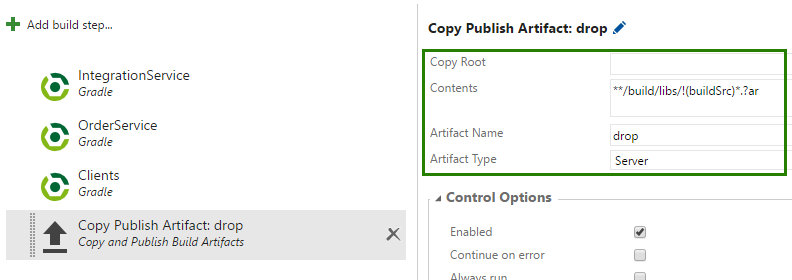 Add build step...
IntegrationService
Gradle
OrderService
Gradle
Clients
Gradle
Copy Publish Artifact: drop
Copy and Publish Build Artifacts
Copy Publish Artifact: drop
Copy Root
Contents
**/build/libs/!(buildSrc)*.?ar
Artifact Name
drop
Artifact Type
Server
Control Options
Enabled
Continue on error
Always run